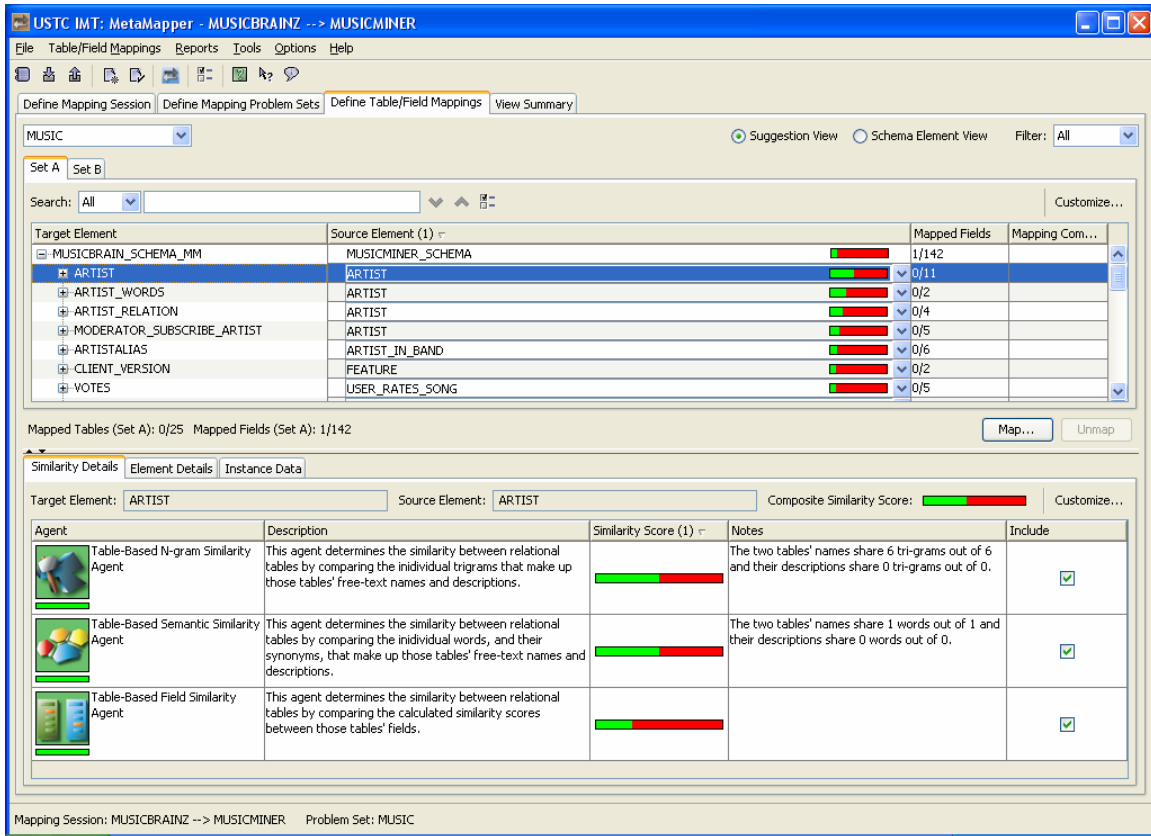 USTC IMT: MetaMapper - MUSICBRAINZ --> MUSICMINER
File Table/Field Mappings Reports Tools Options Help
Define Mapping Session Define Mapping Problem Sets Define Table/Field Mappings View Summary
MUSIC Suggestion View Schema Element View Filter: All
Set A Set B
Search: All Customize...
Target Element Source Element (1) Mapped Fields Mapping Com...
MUSICBRAIN_SCHEMA_MM MUSICMINER_SCHEMA 1/142
ARTIST ARTIST 0/11
ARTIST_WORDS ARTIST 0/2
ARTIST_RELATION ARTIST 0/4
MODERATOR_SUBSCRIBE_ARTIST ARTIST 0/5
ARTISTALIAS ARTIST_IN_BAND 0/6
CLIENT_VERSION FEATURE 0/2
VOTES USER_RATES_SONG 0/5
Mapped Tables (Set A): 0/25 Mapped Fields (Set A): 1/142 Map... Unmap
Similarity Details Element Details Instance Data
Target Element: ARTIST Source Element: ARTIST Composite Similarity Score: Customize...
Agent Description Similarity Score (1) Notes Include
Table-Based N-gram Similarity
Agent
This agent determines the similarity between relational
tables by comparing the inidividual trigrams that make up
those tables' free-text names and descriptions.
The two tables' names share 6 tri-grams out of 6
and their descriptions share 0 tri-grams out of 0.
Table-Based Semantic Similarity
Agent
This agent determines the similarity between relational
tables by comparing the inidividual words, and their
synonyms, that make up those tables' free-text names and
descriptions.
The two tables' names share 1 words out of 1 and
their descriptions share 0 words out of 0.
Table-Based Field Similarity
Agent
This agent determines the similarity between relational
tables by comparing the calculated similarity scores
between those tables' fields.
Mapping Session: MUSICBRAINZ --> MUSICMINER Problem Set: MUSIC